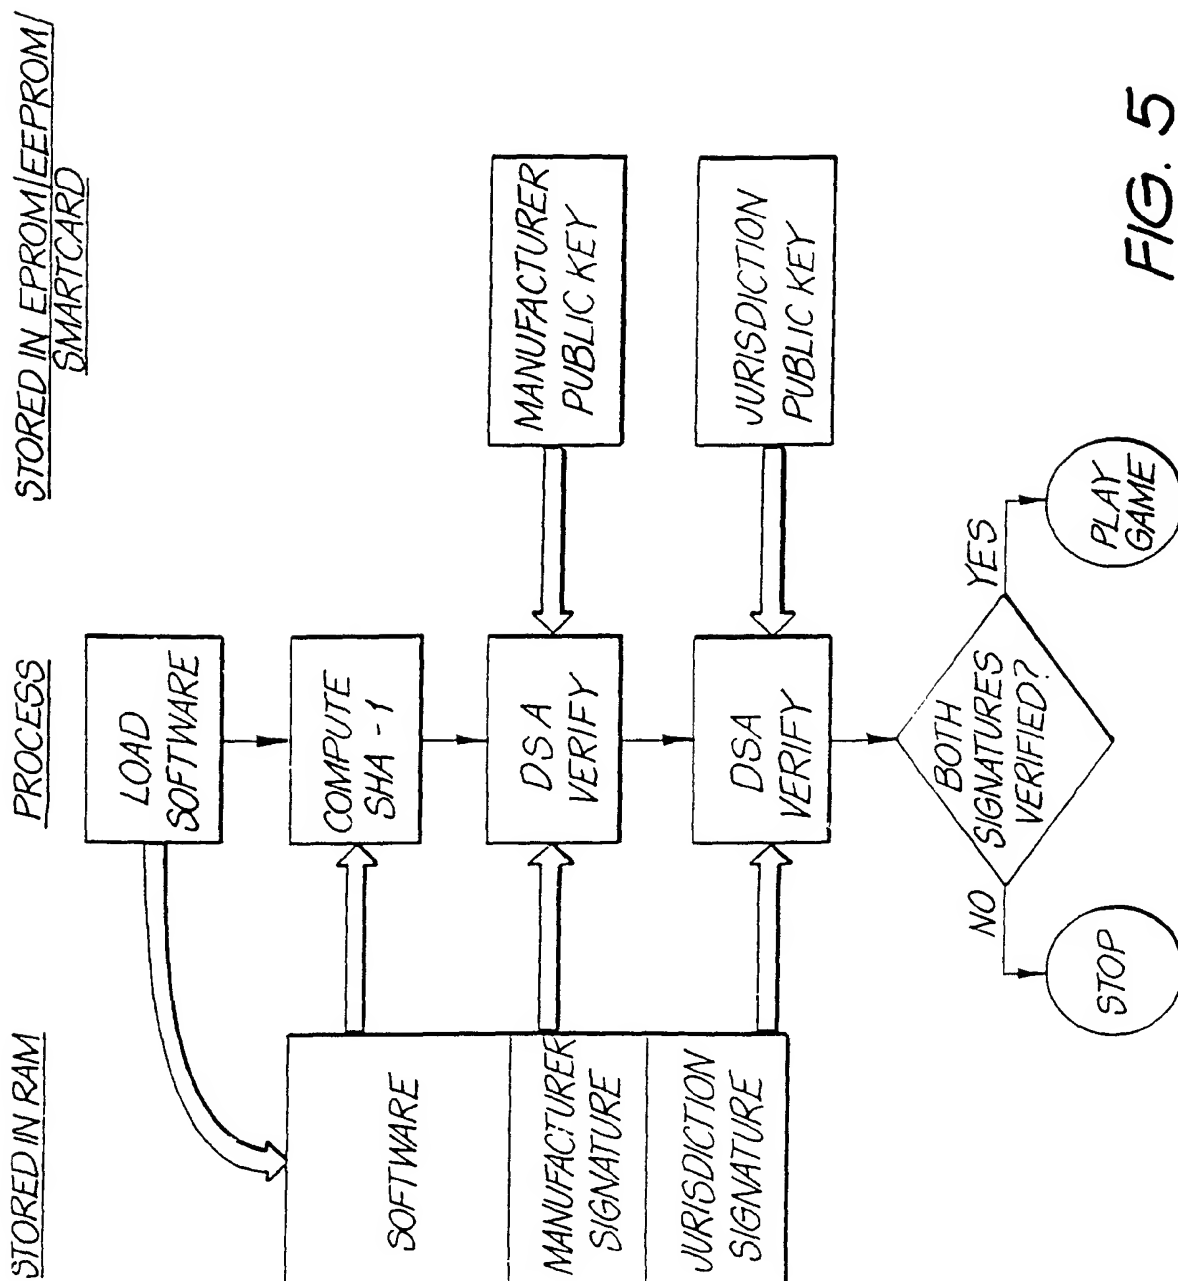 STORED IN RAM
PROCESS
STORED IN EPROM/EEPROM/
SMARTCARD
LOAD
SOFTWARE
SOFTWARE
COMPUTE
SHA-1
MANUFACTURER
SIGNATURE
DSA
VERIFY
MANUFACTURER
PUBLIC KEY
JURISDICTION
SIGNATURE
DSA
VERIFY
JURISDICTION
PUBLIC KEY
BOTH
SIGNATURES
VERIFIED?
NO
YES
STOP
PLAY
GAME
FIG. 5